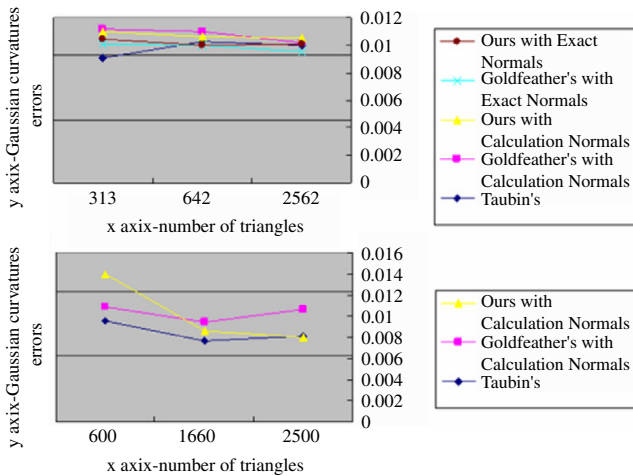 y axix-Gaussian curvatures
errors
0.012
0.01
0.008
0.006
0.004
0.002
0
313 642 2562
x axix-number of triangles
Ours with Exact
Normals
Goldfeather's with
Exact Normals
Ours with
Calculation Normals
Goldfeather's with
Calculation Normals
Taubin's
y axix-Gaussian curvatures
errors
0.016
0.014
0.012
0.01
0.008
0.006
0.004
0.002
0
600 1660 2500
x axix-number of triangles
Ours with
Calculation Normals
Goldfeather's with
Calculation Normals
Taubin's